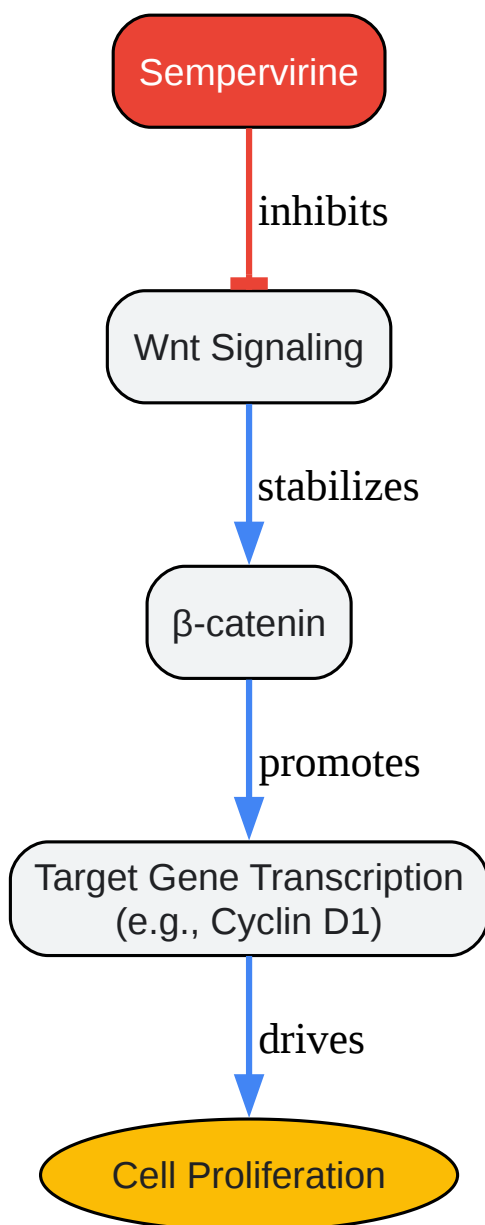 Sempervirine
inhibits
Wnt Signaling
stabilizes
β-catenin
promotes
Target Gene Transcription
(e.g., Cyclin D1)
drives
Cell Proliferation